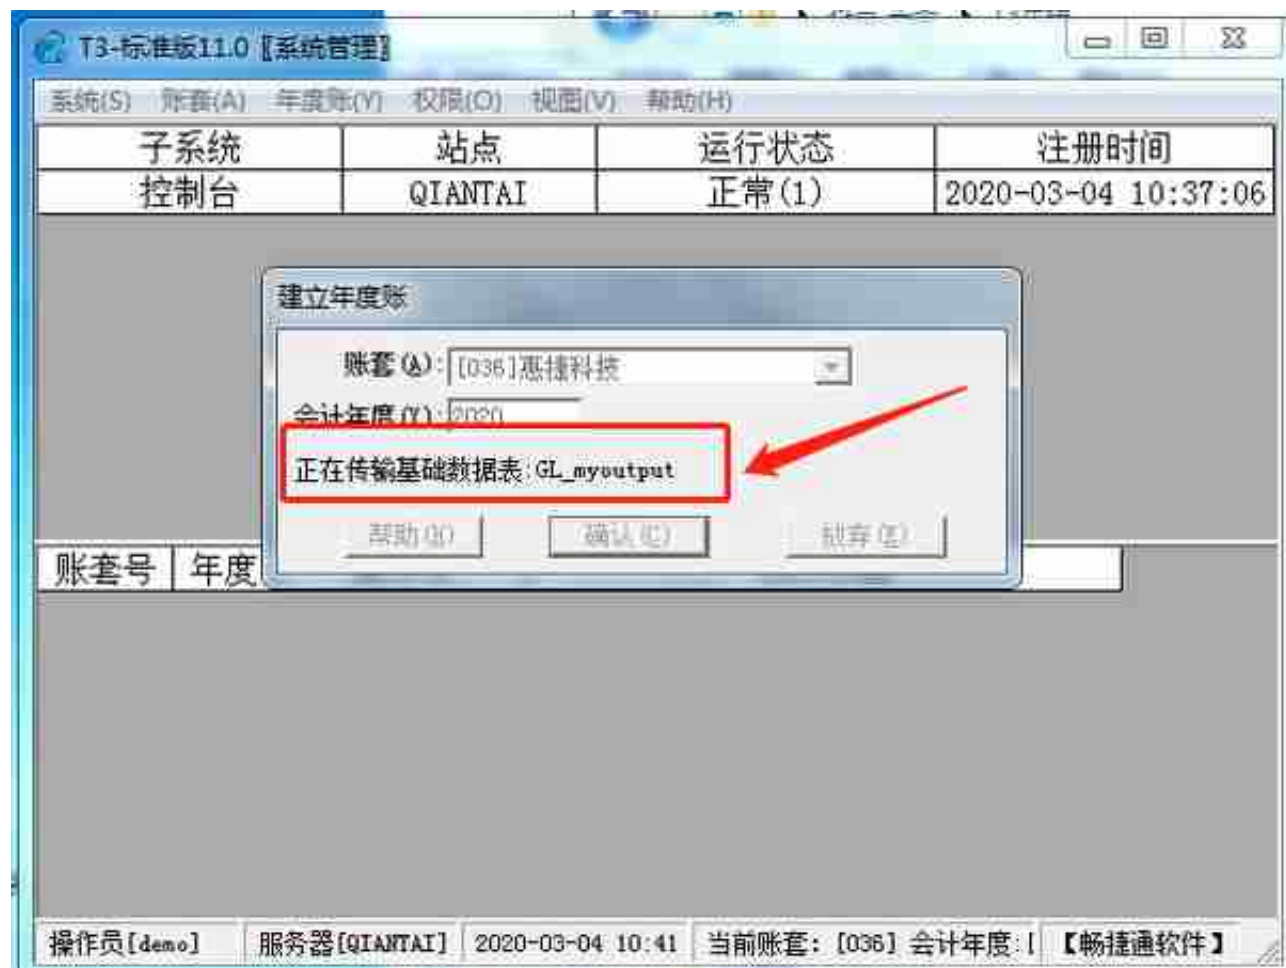 T3-标准版11.0〖系统管理〗
系统(S) 账套(A) 年度账(Y) 权限(O) 视图(V) 帮助(H)
子系统 站点 运行状态 注册时间
控制台 QIANTAI 正常(1) 2020-03-04 10:37:06
建立年度账
账套(A): [036]惠捷科技
会计年度(Y): 2020
正在传输基础数据表:GL_myoutput
帮助(H) 确认(C) 放弃(E)
账套号 年度
操作员[demo] 服务器[QIANTAI] 2020-03-04 10:41 当前账套: [036] 会计年度:[ 【畅捷通软件】